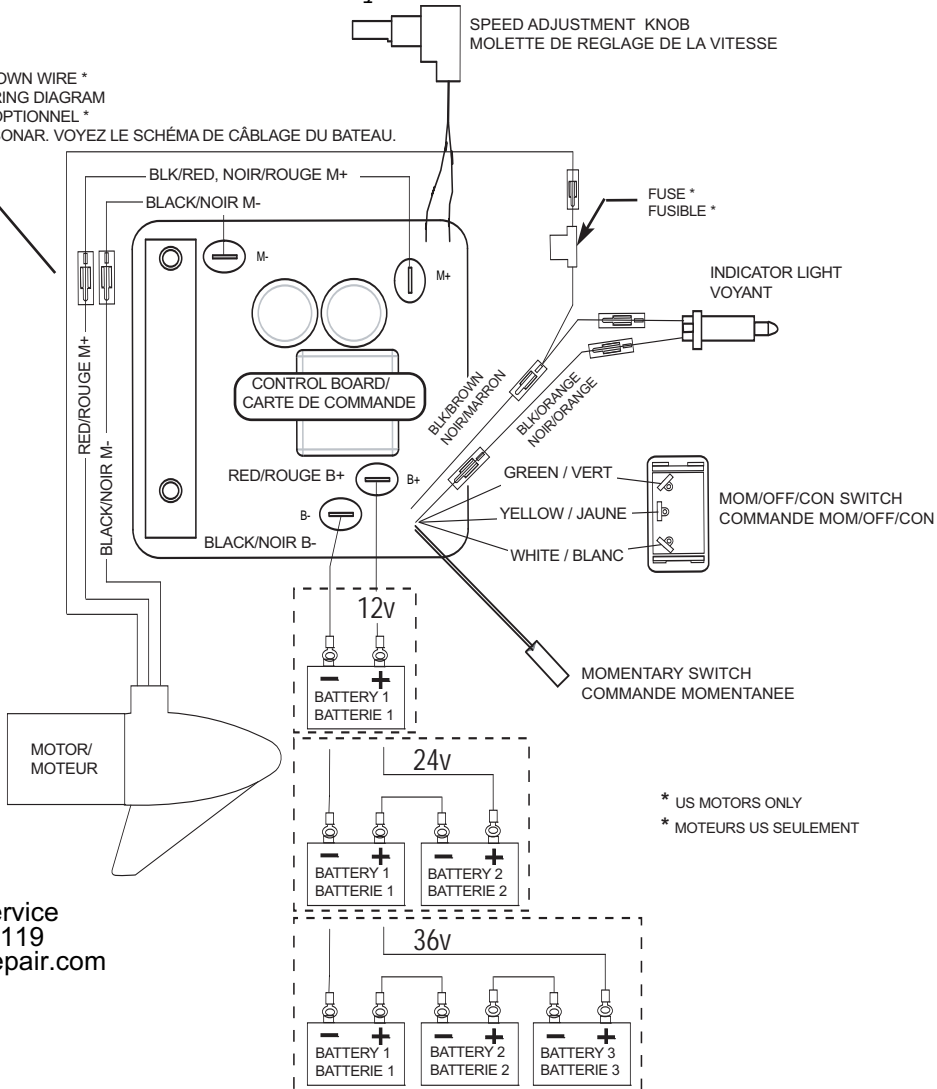 SPEED ADJUSTMENT KNOB
MOLETTE DE REGLAGE DE LA VITESSE
WIRE *
DIAGRAM
OPTIONNEL *
SONAR. VOYEZ LE SCHÉMA DE CÂBLAGE DU BATEAU.
BLK/RED, NOIR/ROUGE M+
BLACK/NOIR M-
FUSE *
FUSIBLE *
M-
M+
INDICATOR LIGHT
VOYANT
RED/ROUGE M+
BLACK/NOIR M-
CONTROL BOARD/
CARTE DE COMMANDE
BLK/BROWN
NOIR/MARRON
BLK/ORANGE
NOIR/ORANGE
RED/ROUGE B+
B+
GREEN / VERT
YELLOW / JAUNE
WHITE / BLANC
MOM/OFF/CON SWITCH
COMMANDE MOM/OFF/CON
B-
BLACK/NOIR B-
12v
BATTERY 1
BATTERIE 1
MOMENTARY SWITCH
COMMANDE MOMENTANEE
MOTOR/
MOTEUR
24v
BATTERY 1
BATTERIE 1
BATTERY 2
BATTERIE 2
* US MOTORS ONLY
* MOTEURS US SEULEMENT
119
epair.com
36v
BATTERY 1
BATTERIE 1
BATTERY 2
BATTERIE 2
BATTERY 3
BATTERIE 3